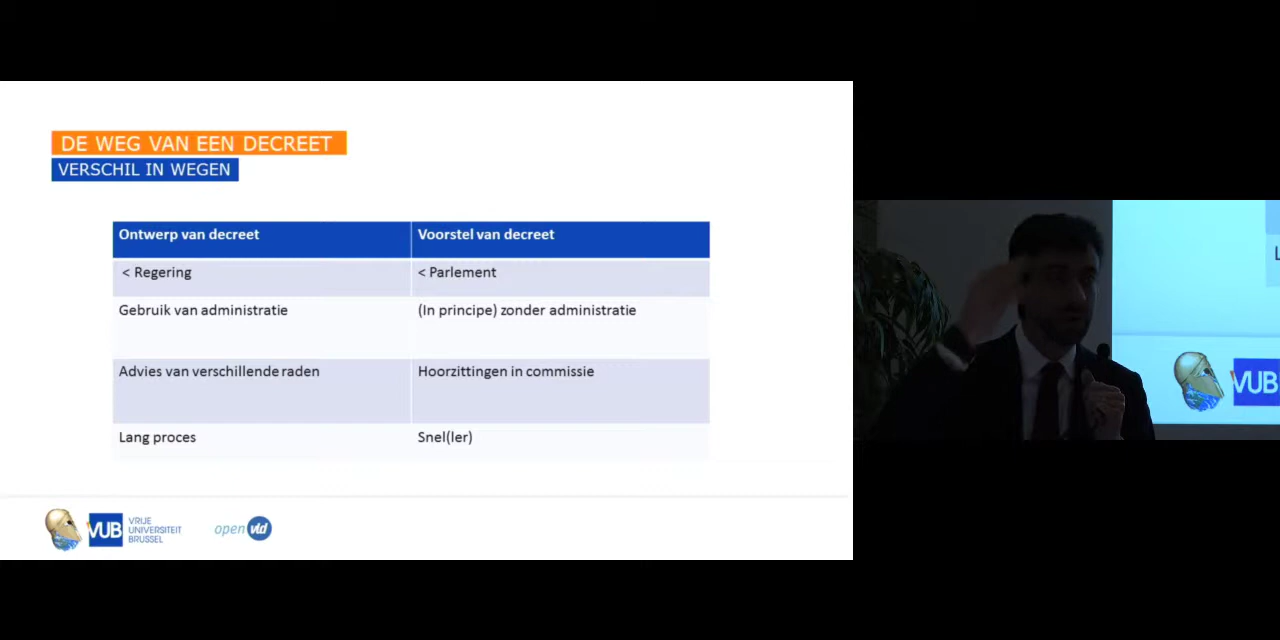 DE WEG VAN EEN DECREET
VERSCHIL IN WEGEN
Ontwerp van decreet
Voorstel van decreet
< Regering
< Parlement
Gebruik van administratie
(In principe) zonder administratie
Advies van verschillende raden
Hoorzittingen in commissie
Lang proces
Snel(ler)
VUB
VRIJE
UNIVERSITEIT
BRUSSEL
open vld
L
VUB